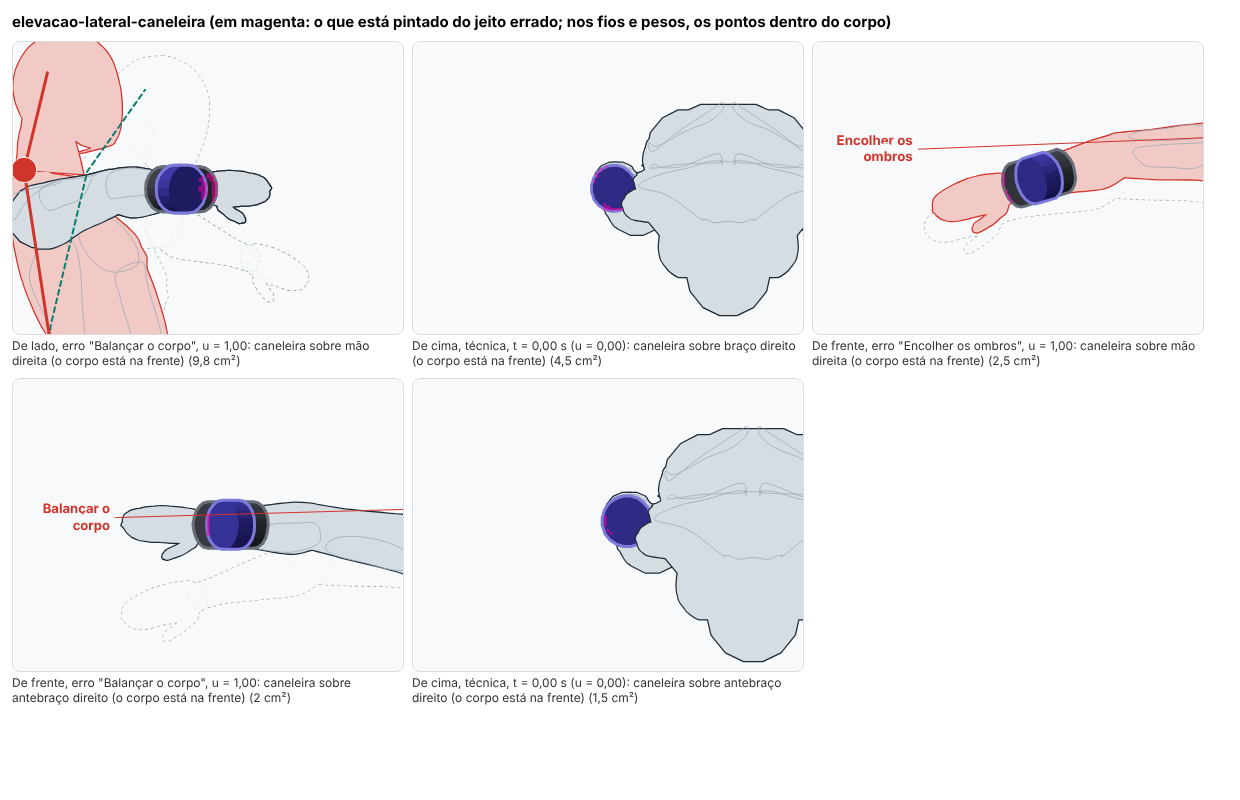 elevacao-lateral-caneleira (em magenta: o que está pintado do jeito errado; nos fios e pesos, os pontos dentro do corpo)
Encolher os
ombros
De lado, erro "Balançar o corpo", u = 1,00: caneleira sobre mão
direita (o corpo está na frente) (9,8 cm²)
De cima, técnica, t = 0,00 s (u = 0,00): caneleira sobre braço direito
(o corpo está na frente) (4,5 cm²)
De frente, erro "Encolher os ombros", u = 1,00: caneleira sobre mão
direita (o corpo está na frente) (2,5 cm²)
Balançar o
corpo
De frente, erro "Balançar o corpo", u = 1,00: caneleira sobre
antebraço direito (o corpo está na frente) (2 cm²)
De cima, técnica, t = 0,00 s (u = 0,00): caneleira sobre antebraço
direito (o corpo está na frente) (1,5 cm²)